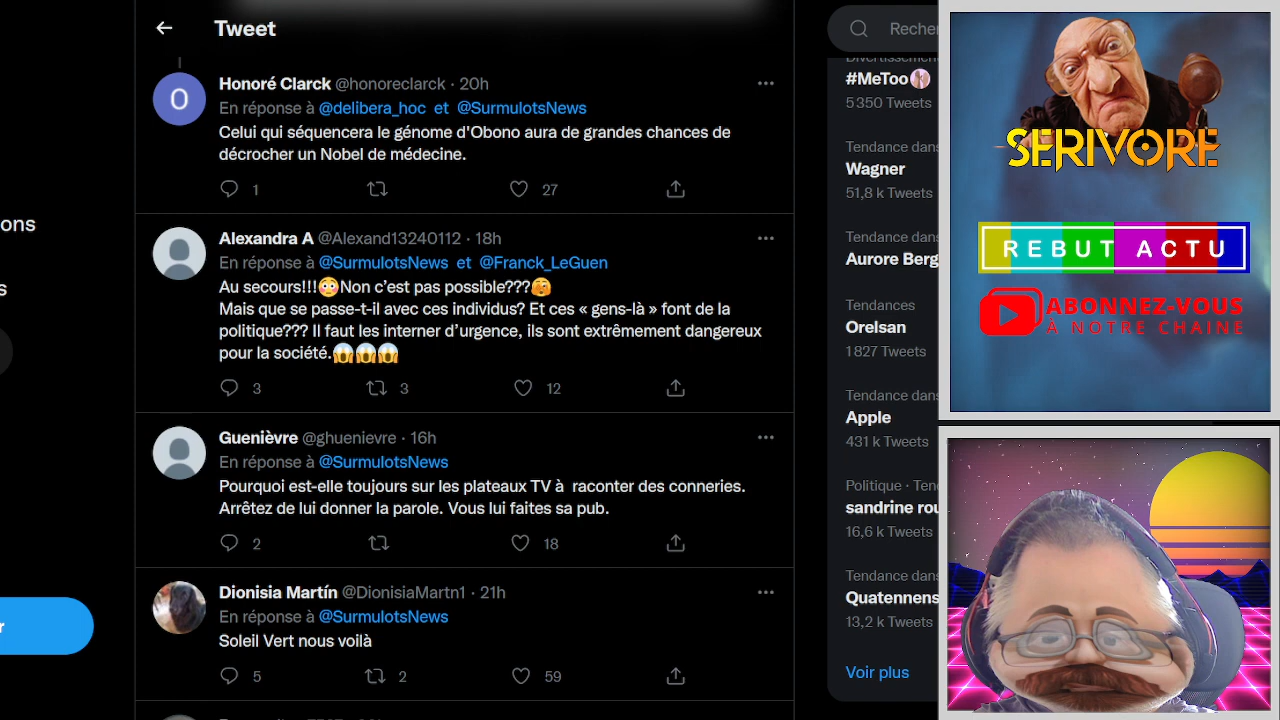 Tweet
Honoré Clarck @honoreclarck · 20h
En réponse à @delibera_hoc et @SurmulotsNews
Celui qui séquencera le génome d'Obono aura de grandes chances de
décrocher un Nobel de médecine.
1 27
Alexandra A @Alexand13240112 · 18h
En réponse à @SurmulotsNews et @Franck_LeGuen
Au secours!!!😳Non c'est pas possible???🫣
Mais que se passe-t-il avec ces individus? Et ces « gens-là » font de la
politique??? Il faut les interner d'urgence, ils sont extrêmement dangereux
pour la société.😱😱😱
3 3 12
Guenièvre @ghuenievre · 16h
En réponse à @SurmulotsNews
Pourquoi est-elle toujours sur les plateaux TV à raconter des conneries.
Arrêtez de lui donner la parole. Vous lui faites sa pub.
2 18
Dionisia Martín @DionisiaMartn1 · 21h
En réponse à @SurmulotsNews
Soleil Vert nous voilà
5 2 59
O
ons
s
r
Recher
Divertissement
#MeToo
5 350 Tweets
Tendance dans
Wagner
51,8 k Tweets
Tendance dans
Aurore Berg
Tendances
Orelsan
1 827 Tweets
Tendance dans
Apple
431 k Tweets
Politique · Ten
sandrine rou
16,6 k Tweets
Tendance dans
Quatennens
13,2 k Tweets
Voir plus
SERIVORE
REBUT ACTU
ABONNEZ-VOUS
À NOTRE CHAINE